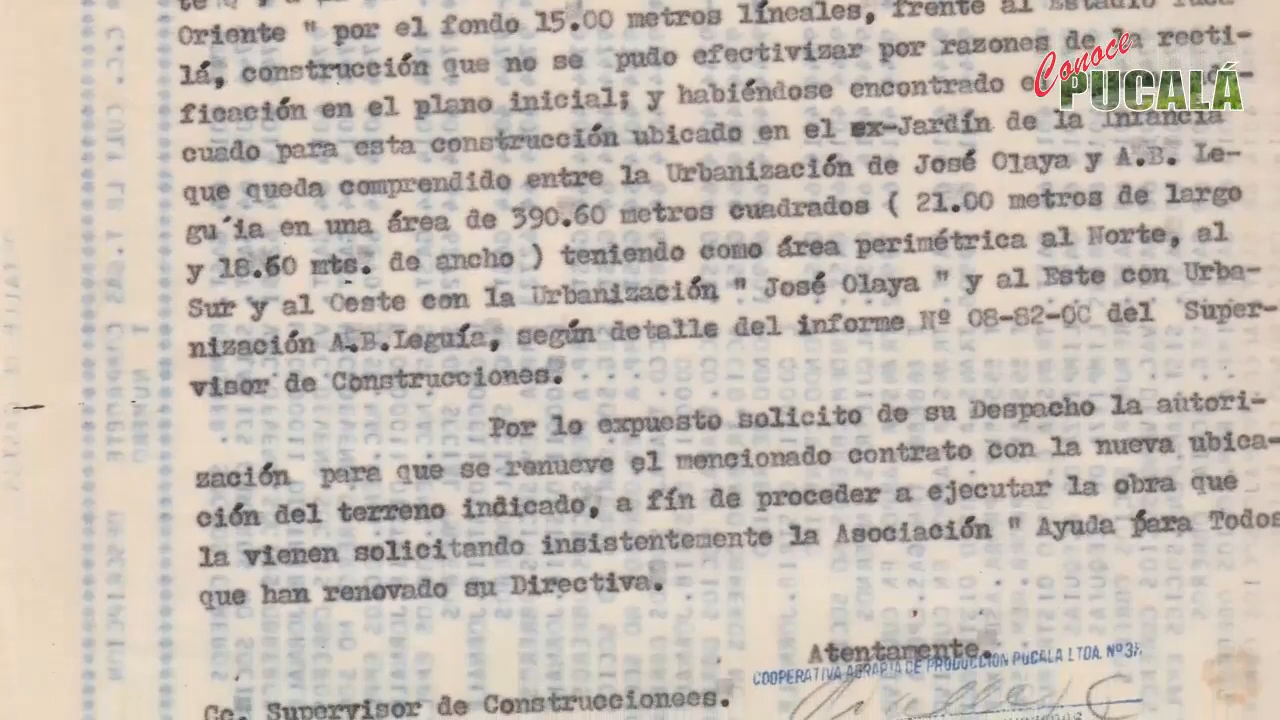 Conoce
PUCALÁ
Oriente " por el fondo 15.00 metros líneales, frente al Estadio
lá, construcción que no se pudo efectivizar por razones de la recti-
ficación en el plano inicial; y habiéndose encontrado
cuado para esta construcción ubicado en el ex-Jardín de la Infancia
que queda comprendido entre la Urbanización de José Olaya y A.B. Le-
gu´ia en una área de 390.60 metros cuadrados ( 21.00 metros de largo
y 18.60 mts. de ancho ) teniendo como área perimétrica al Norte, al
Sur y al Oeste con la Urbanización " José Olaya " y al Este con Urba-
nización A.B.Leguía, según detalle del informe Nº 08-82-OC del Super-
visor de Construcciones.
Por lo expuesto solicito de su Despacho la autori-
zación para que se renueve el mencionado contrato con la nueva ubica-
ción del terreno indicado, a fín de proceder a ejecutar la obra que
la vienen solicitando insistentemente la Asociación " Ayuda para Todos
que han renovado su Directiva.
Atentamente.
COOPERATIVA AGRARIA DE PRODUCCION PUCALA LTDA. Nº 38
Cc. Supervisor de Construccionees.